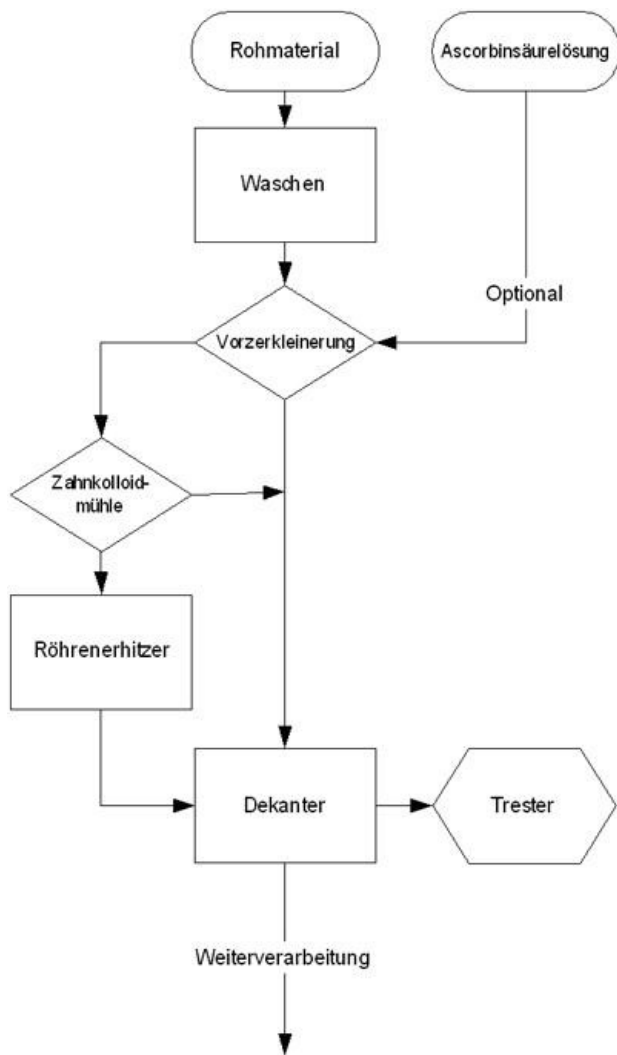 Rohmaterial
Ascorbinsäurelösung
Waschen
Optional
Vorzerkleinerung
Zahnkolloid-
mühle
Röhrenerhitzer
Dekanter
Trester
Weiterverarbeitung